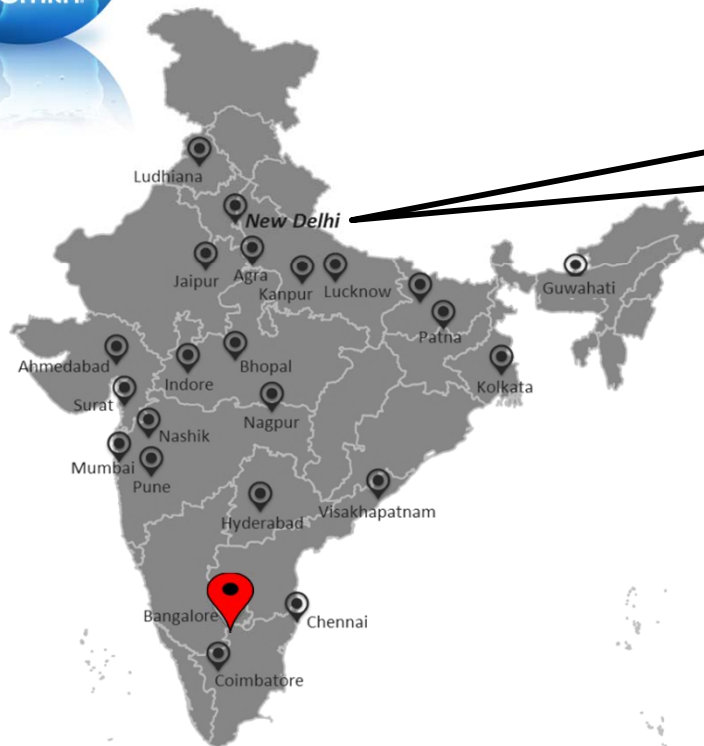 Ludhiana
New Delhi
Jaipur
Agra
Kanpur
Lucknow
Guwahati
Patna
Ahmedabad
Indore
Bhopal
Kolkata
Surat
Nagpur
Nashik
Mumbai
Pune
Hyderabad
Visakhapatnam
Bangalore
Chennai
Coimbatore